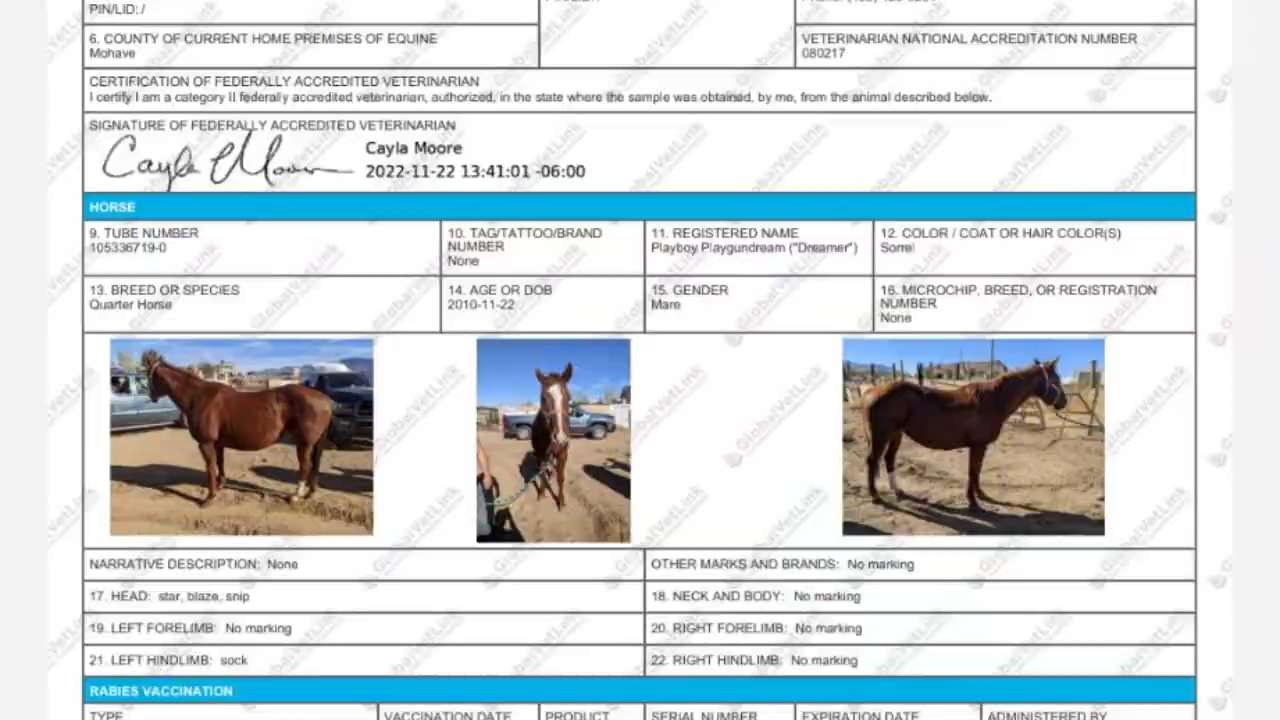 PIN/LID: /
6. COUNTY OF CURRENT HOME PREMISES OF EQUINE
Mohave
VETERINARIAN NATIONAL ACCREDITATION NUMBER
080217
CERTIFICATION OF FEDERALLY ACCREDITED VETERINARIAN
I certify I am a category II federally accredited veterinarian, authorized, in the state where the sample was obtained, by me, from the animal described below.
SIGNATURE OF FEDERALLY ACCREDITED VETERINARIAN
Cayla Moore
Cayla Moore
2022-11-22 13:41:01 -06:00
HORSE
9. TUBE NUMBER
105336719-0
10. TAG/TATTOO/BRAND
NUMBER
None
11. REGISTERED NAME
Playboy Playgundream ("Dreamer")
12. COLOR / COAT OR HAIR COLOR(S)
Sorrel
13. BREED OR SPECIES
Quarter Horse
14. AGE OR DOB
2010-11-22
15. GENDER
Mare
16. MICROCHIP, BREED, OR REGISTRATION
NUMBER
None
NARRATIVE DESCRIPTION: None
OTHER MARKS AND BRANDS: No marking
17. HEAD: star, blaze, snip
18. NECK AND BODY: No marking
19. LEFT FORELIMB: No marking
20. RIGHT FORELIMB: No marking
21. LEFT HINDLIMB: sock
22. RIGHT HINDLIMB: No marking
RABIES VACCINATION
TYPE
VACCINATION DATE
PRODUCT
SERIAL NUMBER
EXPIRATION DATE
ADMINISTERED BY
GlobalVetLink